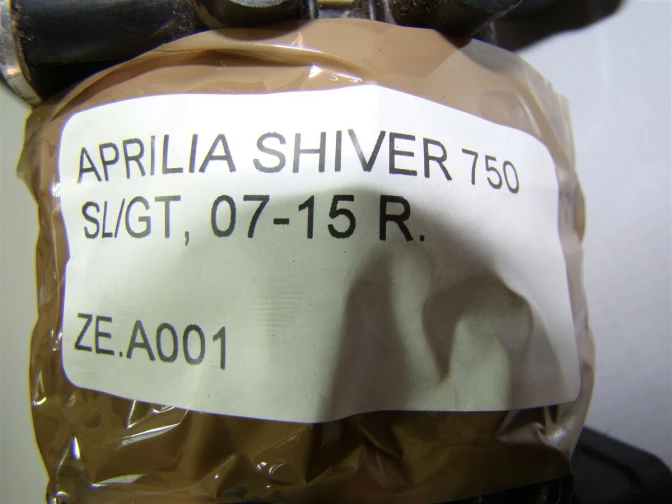 APRILIA SHIVER 750
SL/GT, 07-15 R.
ZE.A001